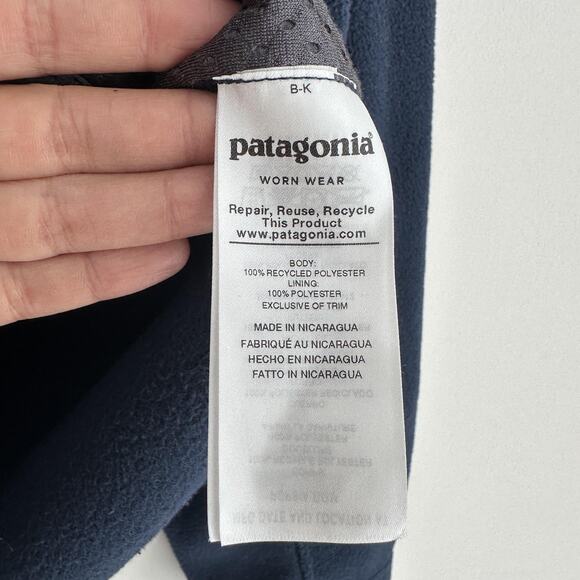 B-K
patagonia®
WORN WEAR
Repair, Reuse, Recycle
This Product
www.patagonia.com
BODY:
100% RECYCLED POLYESTER
LINING:
100% POLYESTER
EXCLUSIVE OF TRIM
MADE IN NICARAGUA
FABRIQUÉ AU NICARAGUA
HECHO EN NICARAGUA
FATTO IN NICARAGUA